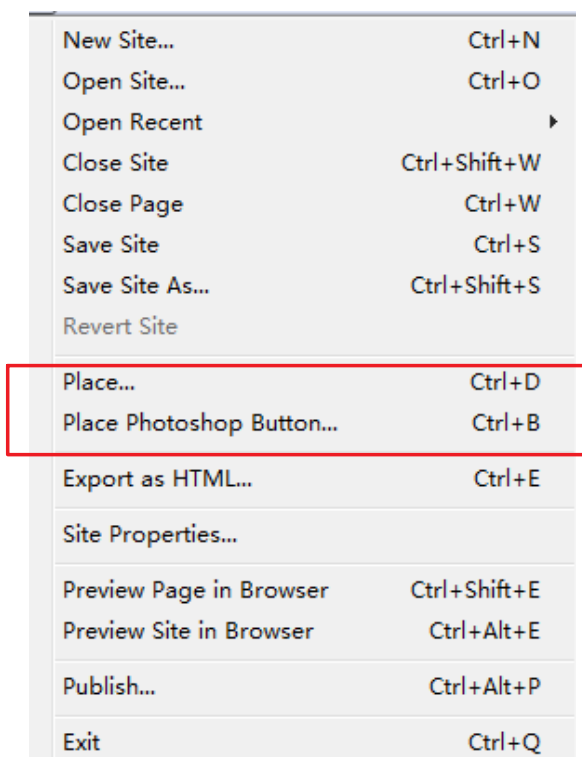 New Site... Ctrl+N
Open Site... Ctrl+O
Open Recent
Close Site Ctrl+Shift+W
Close Page Ctrl+W
Save Site Ctrl+S
Save Site As... Ctrl+Shift+S
Revert Site
Place... Ctrl+D
Place Photoshop Button... Ctrl+B
Export as HTML... Ctrl+E
Site Properties...
Preview Page in Browser Ctrl+Shift+E
Preview Site in Browser Ctrl+Alt+E
Publish... Ctrl+Alt+P
Exit Ctrl+Q